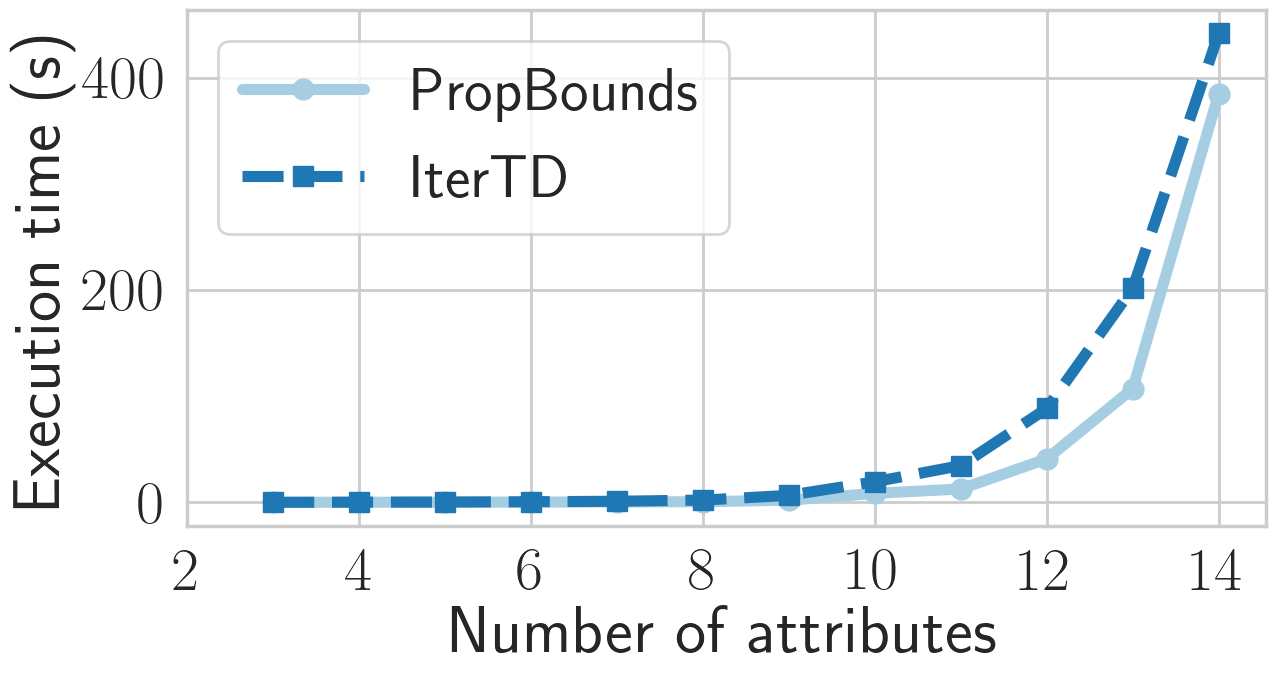 Execution time (s)
400
200
0
PropBounds
IterTD
2 4 6 8 10 12 14
Number of attributes